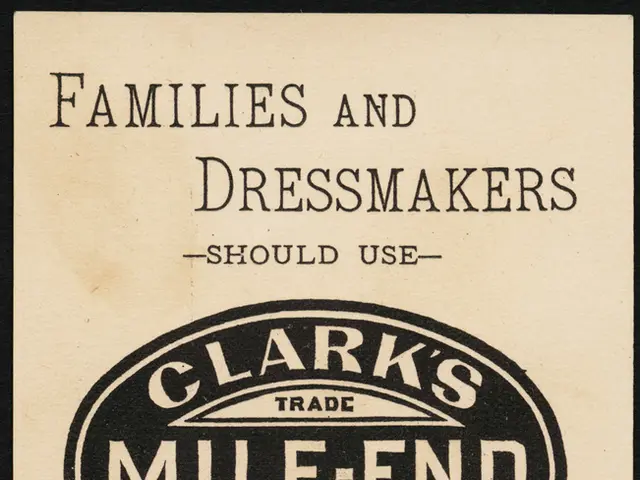 FAMILIES AND
DRESSMAKERS
—SHOULD USE—
CLARK'S
TRADE
MILE-END